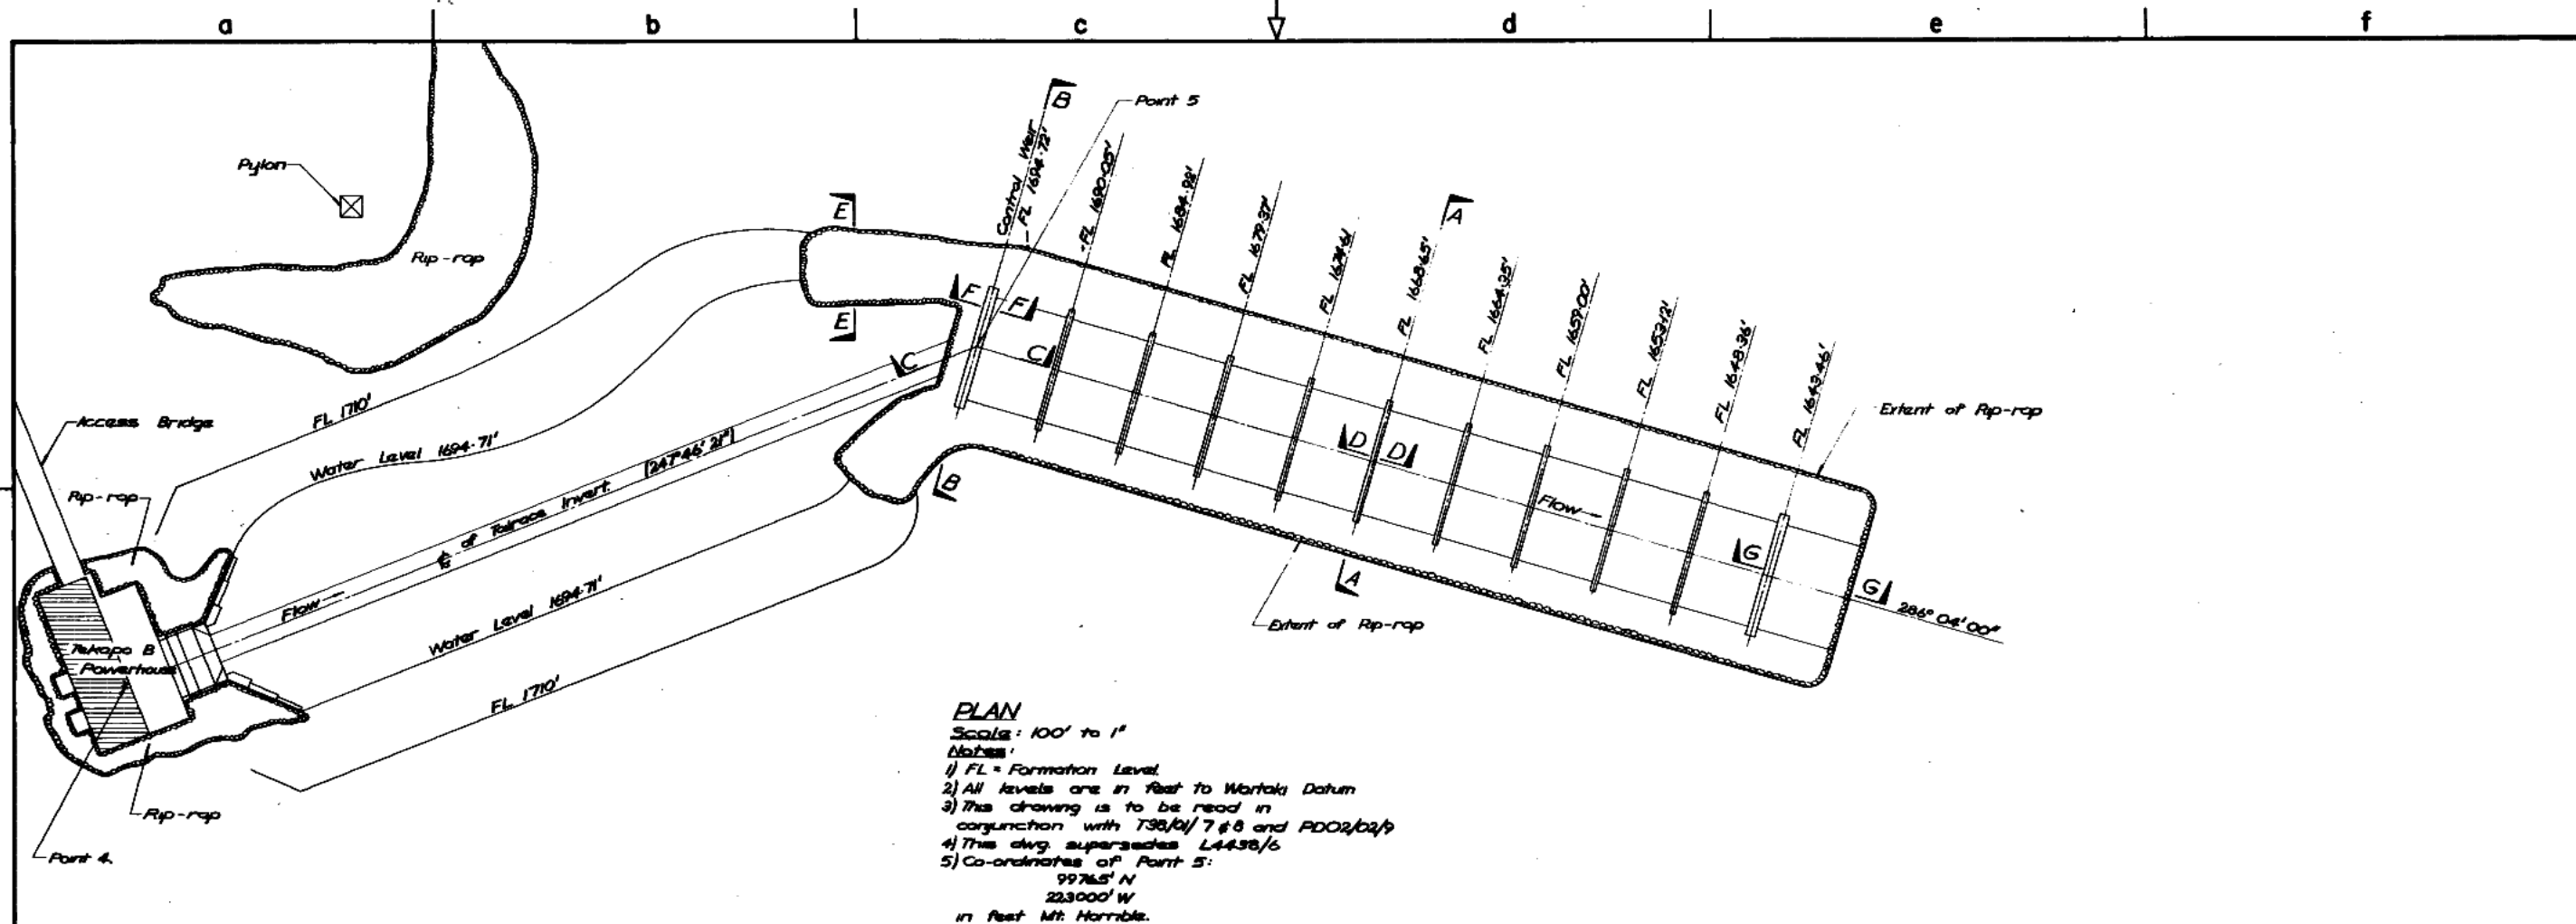 a
b
c
d
e
f
Pylon
Rip-rap
Access Bridge
Rip-rap
FL 1710'
Water Level 1694·71'
¢ of Tailrace Invert.
(247°46' 21")
Flow
Water Level 1694·71'
FL 1710'
Tekapo B
Powerhouse
Rip-rap
Point 4.
E
E
B
Point 5
Control Weir
FL 1694·72'
FL 1690·05'
FL 1684·98'
FL 1679·37'
FL 1674·61
A
FL 1668·65'
FL 1664·35'
FL 1659·00'
FL 1653·12'
FL 1648·36'
FL 1643·46'
F
F
C
C
B
D
D
A
Flow
G
G
286° 04' 00"
Extent of Rip-rap
Extent of Rip-rap
PLAN
Scale: 100' to 1"
Notes:
1) FL = Formation Level.
2) All levels are in feet to Waitaki Datum
3) This drawing is to be read in
conjunction with T38/01/ 7 & 8 and PDO2/02/9
4) This dwg. supersedes L4438/6
5) Co-ordinates of Point 5:
N
223000' W
in feet Mt. Horrible.